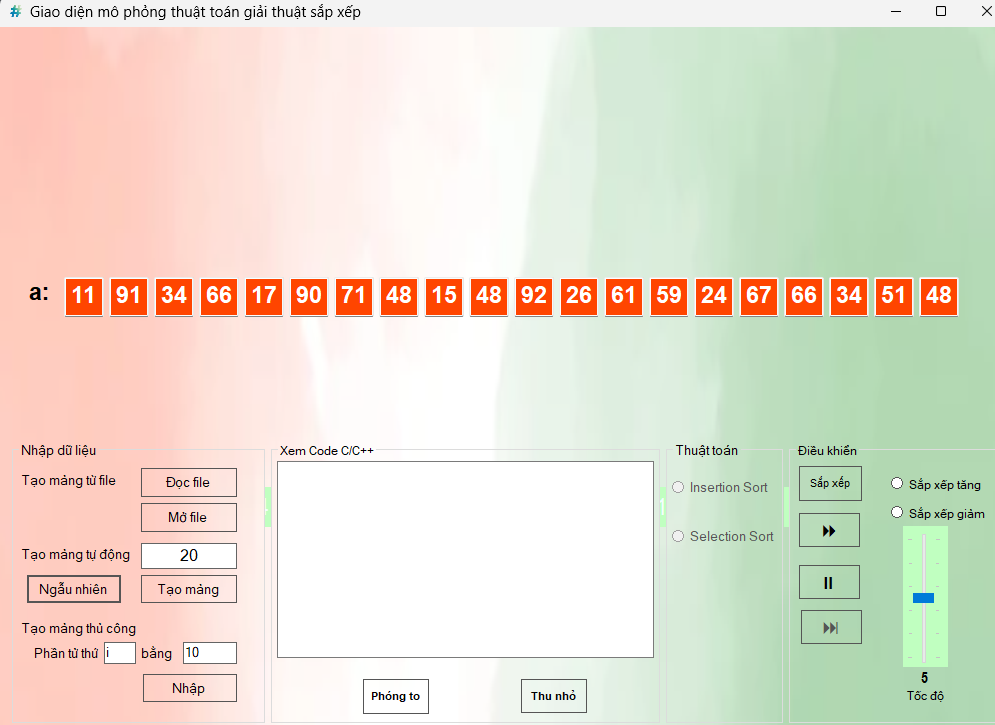 Giao diện mô phỏng thuật toán giải thuật sắp xếp
a: 11 91 34 66 17 90 71 48 15 48 92 26 61 59 24 67 66 34 51 48
Nhập dữ liệu
Tạo mảng từ file
Đọc file
Mở file
Tạo mảng tự động
20
Ngẫu nhiên
Tạo mảng
Tạo mảng thủ công
Phần tử thứ i bằng 10
Nhập
Xem Code C/C++
Phóng to
Thu nhỏ
Thuật toán
Insertion Sort
Selection Sort
Điều khiển
Sắp xếp
Sắp xếp tăng
Sắp xếp giảm
5
Tốc độ